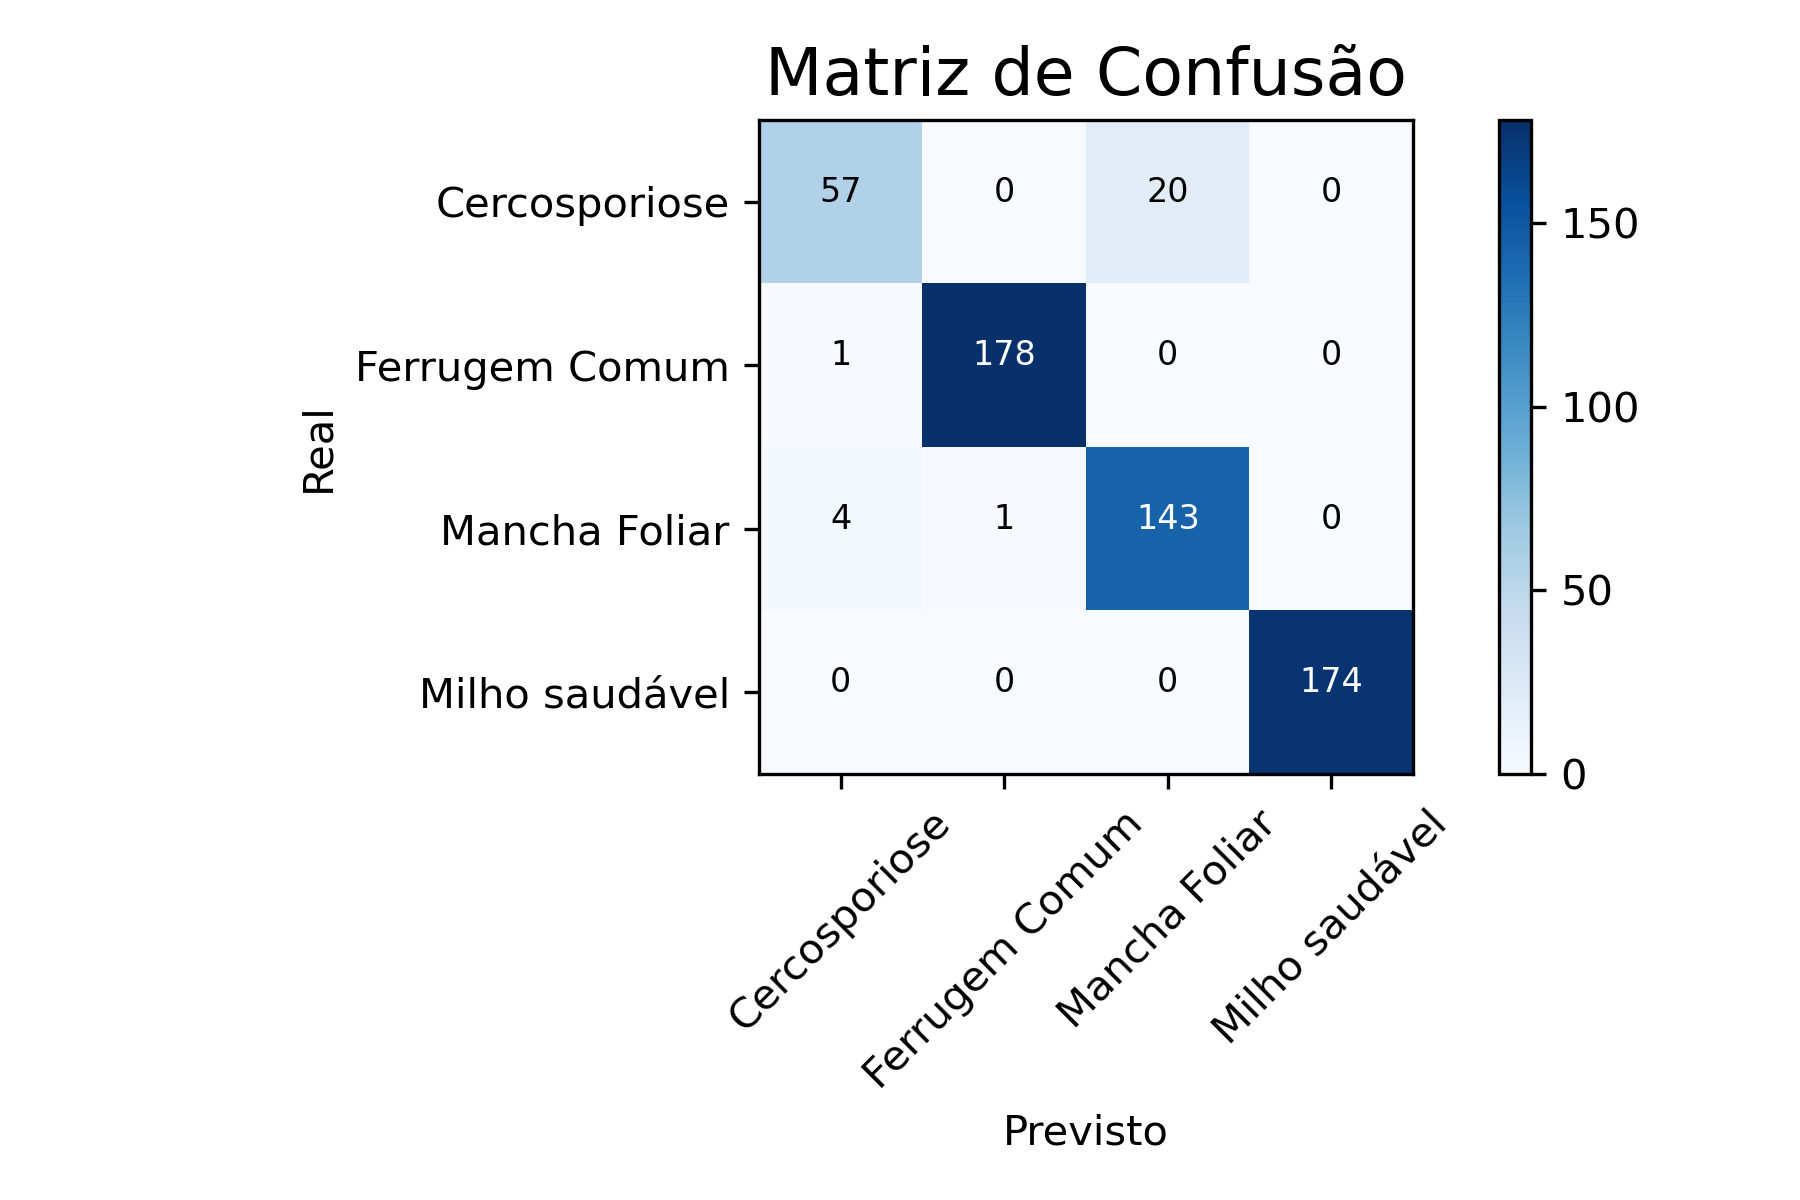 Matriz de Confusão
Cercosporiose 57 0 20 0
Ferrugem Comum 1 178 0 0
Mancha Foliar 4 1 143 0
Milho saudável 0 0 0 174
Real
Cercosporiose
Ferrugem Comum
Mancha Foliar
Milho saudável
Previsto
150
100
50
0